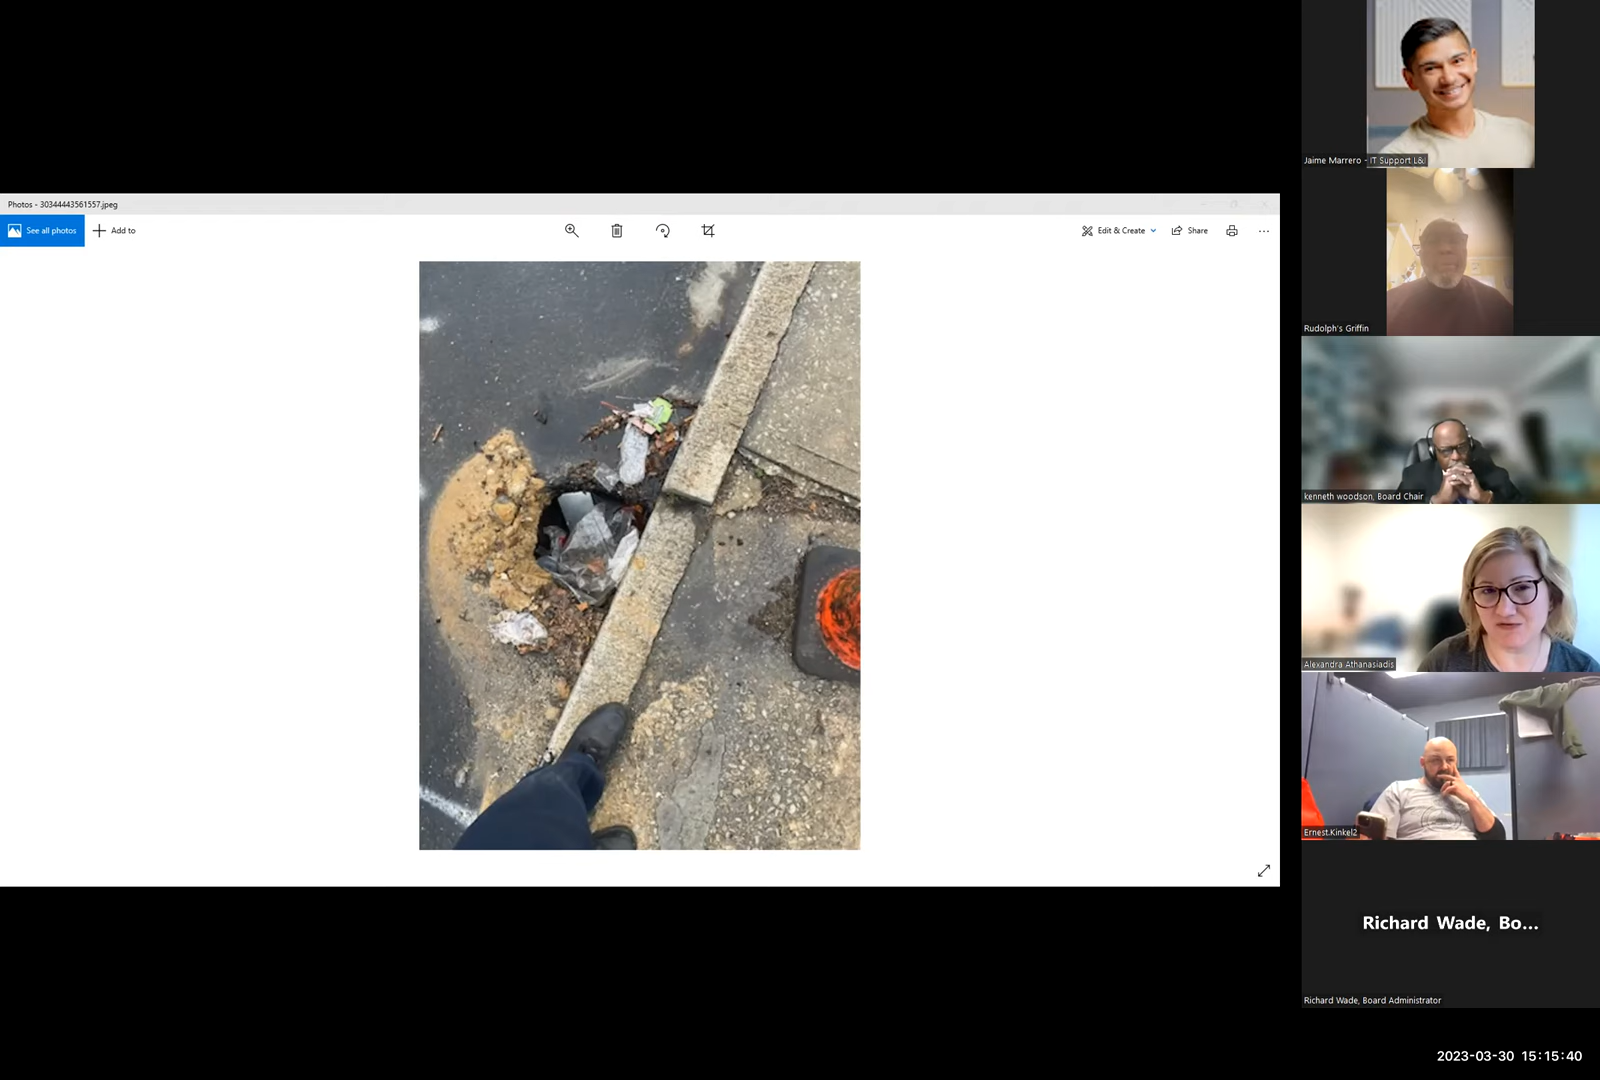 Photos - 30344443561557.jpeg
See all photos
Add to
Edit & Create
Share
Jaime Marrero - IT Support L&I
Rudolph's Griffin
kenneth woodson, Board Chair
Alexandra Athanasiadis
Ernest.Kinkel2
Richard Wade, Bo...
Richard Wade, Board Administrator
2023-03-30 15:15:40